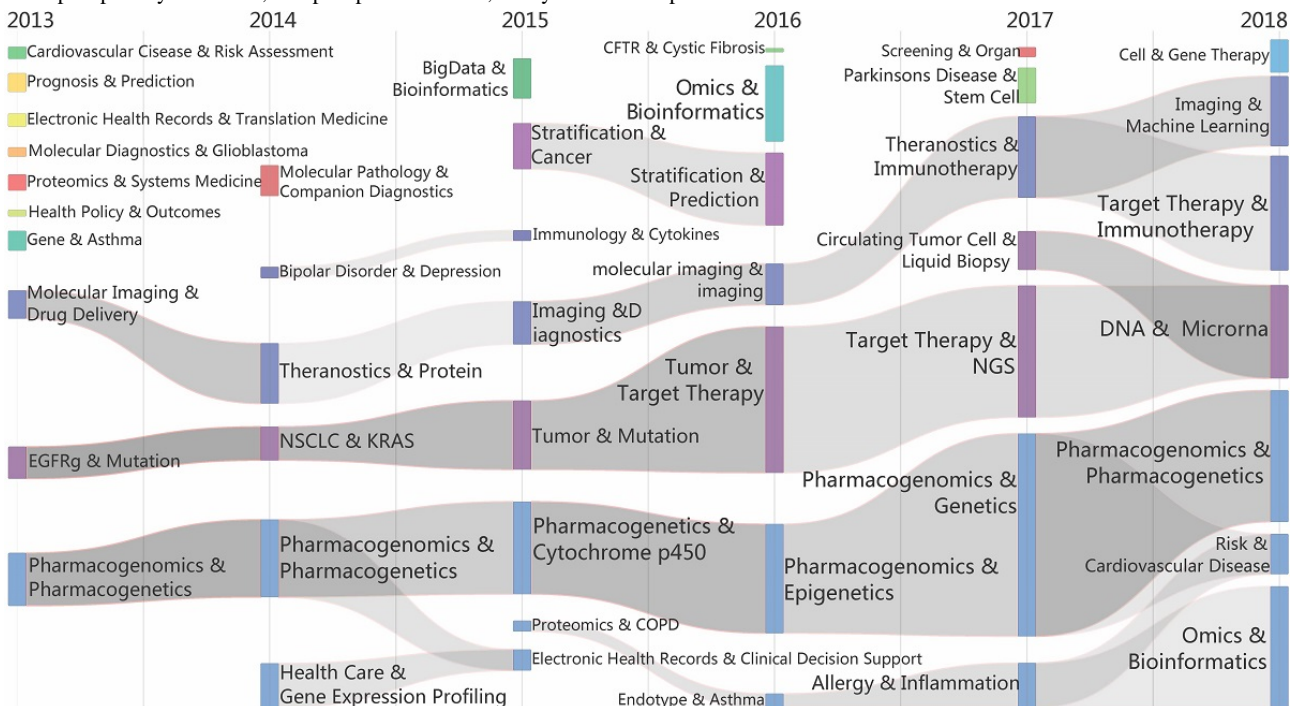 2013
2014
2015
2016
2017
2018
Cardiovascular Cisease & Risk Assessment
Prognosis & Prediction
Electronic Health Records & Translation Medicine
Molecular Diagnostics & Glioblastoma
Proteomics & Systems Medicine
Health Policy & Outcomes
Gene & Asthma
Molecular Imaging &
Drug Delivery
EGFRg & Mutation
Pharmacogenomics &
Pharmacogenetics
Molecular Pathology &
Companion Diagnostics
Bipolar Disorder & Depression
Theranostics & Protein
NSCLC & KRAS
Pharmacogenomics &
Pharmacogenetics
Health Care &
Gene Expression Profiling
BigData &
Bioinformatics
Stratification &
Cancer
Immunology & Cytokines
Imaging &D
iagnostics
Tumor & Mutation
Pharmacogenetics &
Cytochrome p450
Proteomics & COPD
Electronic Health Records & Clinical Decision Support
CFTR & Cystic Fibrosis
Omics &
Bioinformatics
Stratification &
Prediction
molecular imaging &
imaging
Tumor &
Target Therapy
Pharmacogenomics &
Epigenetics
Endotype & Asthma
Screening & Organ
Parkinsons Disease &
Stem Cell
Theranostics &
Immunotherapy
Circulating Tumor Cell &
Liquid Biopsy
Target Therapy &
NGS
Pharmacogenomics &
Genetics
Allergy & Inflammation
Cell & Gene Therapy
Imaging &
Machine Learning
Target Therapy &
Immunotherapy
DNA & Microrna
Pharmacogenomics &
Pharmacogenetics
Risk &
Cardiovascular Disease
Omics &
Bioinformatics